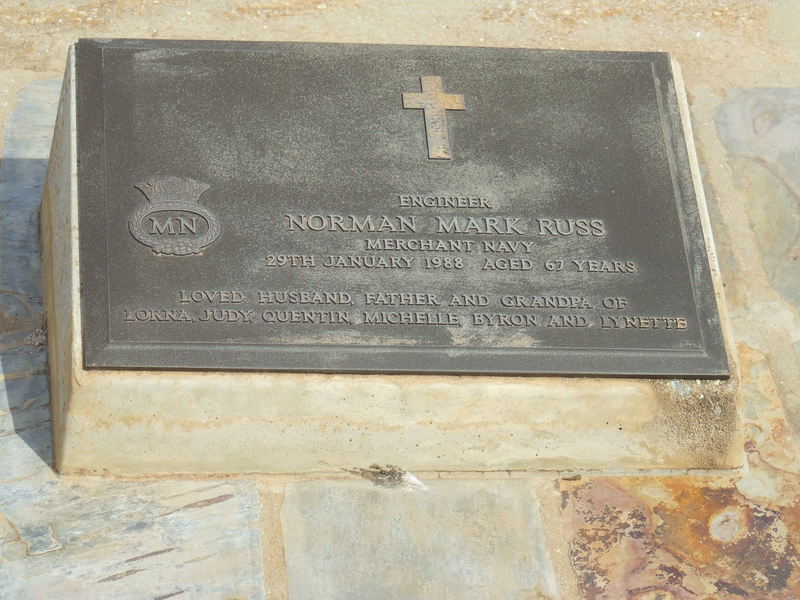 ENGINEER
NORMAN MARK RUSS
MN
MERCHANT NAVY
29TH JANUARY 1988 AGED 67 YEARS
LOVED HUSBAND, FATHER AND GRANDPA OF
LORNA, JUDY, QUENTIN, MICHELLE, BYRON AND LYNETTE